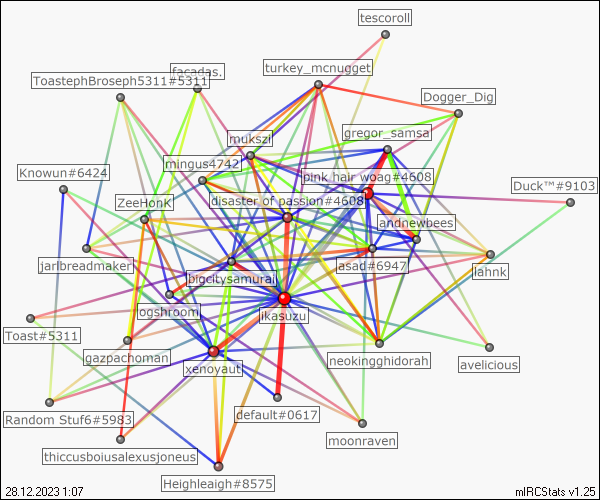 tescoroll
facadas.
turkey_mcnugget
ToastephBroseph5311#5311
Dogger_Dig
gregor_samsa
mukszi
mingus4742
Knowun#6424
pink hair woag#4608
Duck™#9103
ZeeHonK
disaster of passion#4608
andnewbees
jarlbreadmaker
bigcitysamurai
asad#6947
lahnk
logshroom
ikasuzu
Toast#5311
gazpachoman
neokingghidorah
avelicious
xenoyaut
Random Stuf6#5983
default#0617
moonraven
thiccusboiusalexusjoneus
Heighleaigh#8575
28.12.2023 1:07
mIRCStats v1.25